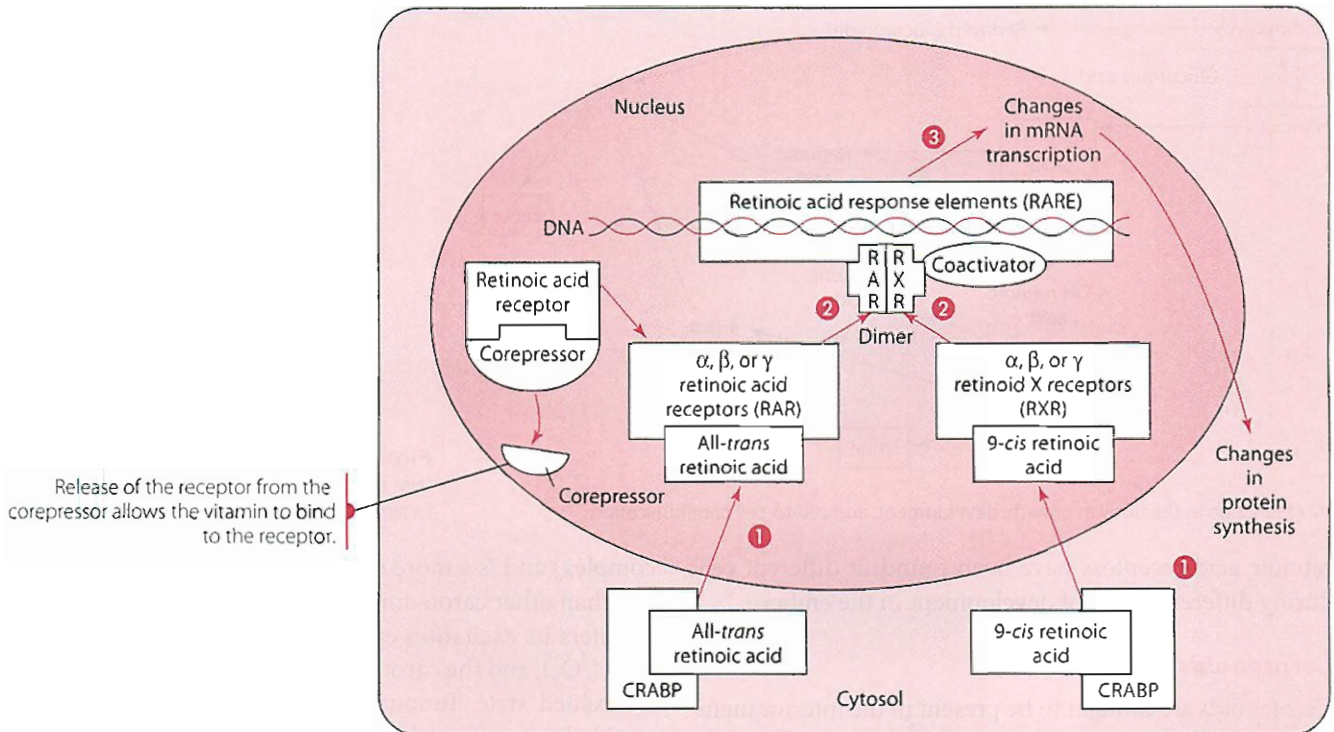 Nucleus
Changes
in mRNA
transcription
3
Retinoic acid response elements (RARE)
DNA
R R
A X
R R
Coactivator
2
2
Dimer
Retinoic acid
receptor
Corepressor
α, β, or γ
retinoic acid
receptors (RAR)
All-trans
retinoic acid
α, β, or γ
retinoid X receptors
(RXR)
9-cis retinoic
acid
Changes
in
protein
synthesis
Release of the receptor from the
corepressor allows the vitamin to bind
to the receptor.
Corepressor
1
1
All-trans
retinoic acid
CRABP
9-cis retinoic
acid
CRABP
Cytosol